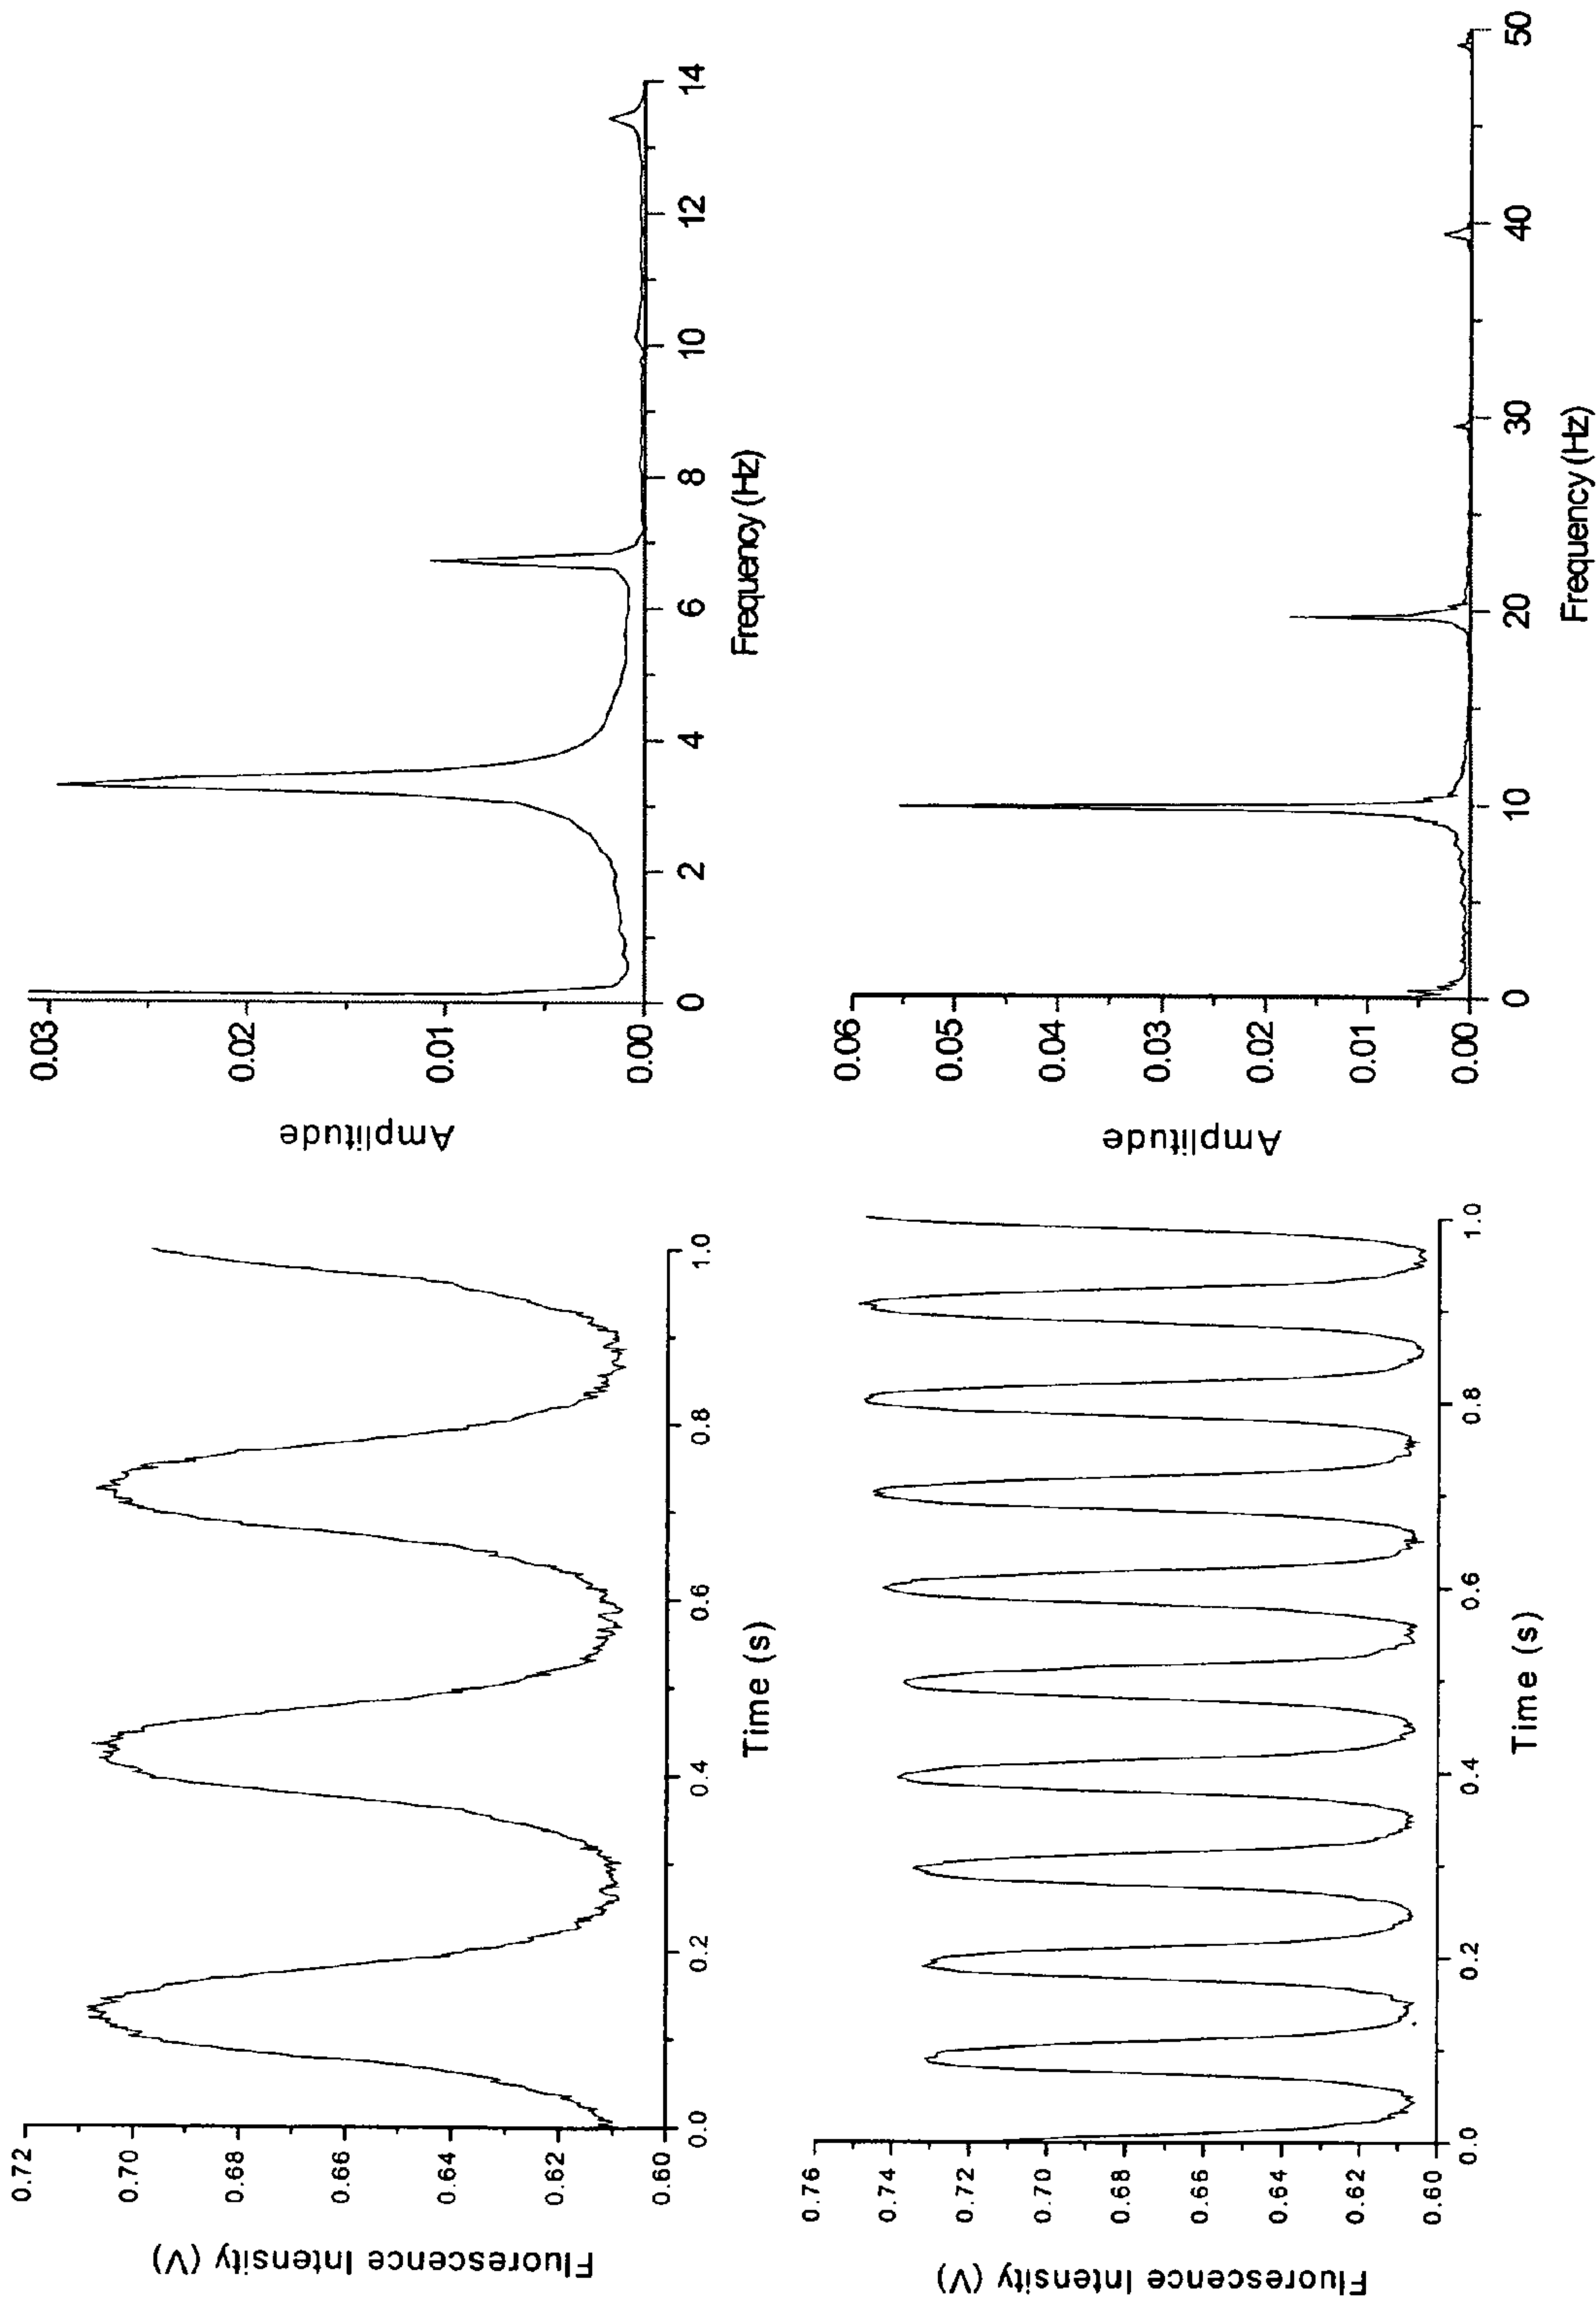 Fluorescence Intensity (V)
0.72
0.70
0.68
0.66
0.64
0.62
0.60
0.0 0.2 0.4 0.6 0.8 1.0
Time (s)
Amplitude
0.03
0.02
0.01
0.00
0 2 4 6 8 10 12 14
Frequency (Hz)
Fluorescence Intensity (V)
0.76
0.74
0.72
0.70
0.68
0.66
0.64
0.62
0.60
0.0 0.2 0.4 0.6 0.8 1.0
Time (s)
Amplitude
0.06
0.05
0.04
0.03
0.02
0.01
0.00
0 10 20 30 40 50
Frequency (Hz)